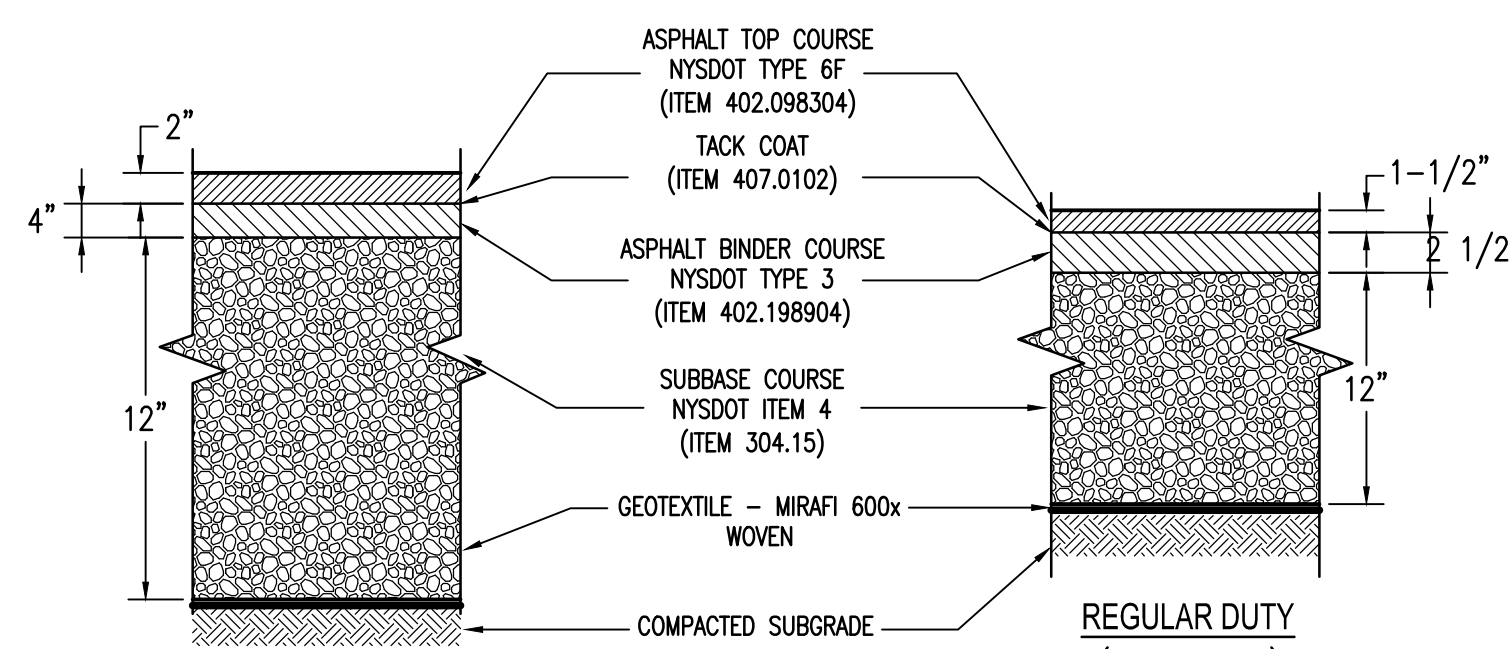 ASPHALT TOP COURSE
NYSDOT TYPE 6F
(ITEM 402.098304)
TACK COAT
(ITEM 407.0102)
ASPHALT BINDER COURSE
NYSDOT TYPE 3
(ITEM 402.198904)
SUBBASE COURSE
NYSDOT ITEM 4
(ITEM 304.15)
GEOTEXTILE – MIRAFI 600x
WOVEN
COMPACTED SUBGRADE
2”
4”
12”
1–1/2”
2 1/2
12”
REGULAR DUTY